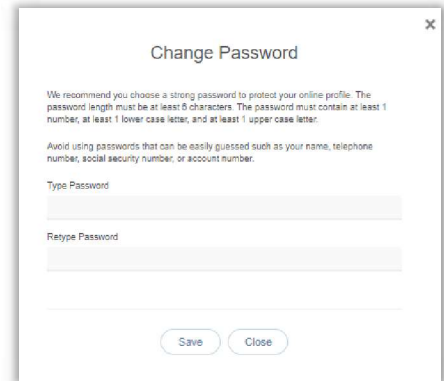 Change Password
We recommend you choose a strong password to protect your online profile. The
password length must be at least 8 characters. The password must contain at least 1
number, at least 1 lower case letter, and at least 1 upper case letter.
Avoid using passwords that can be easily guessed such as your name, telephone
number, social security number, or account number.
Type Password
Retype Password
Save Close